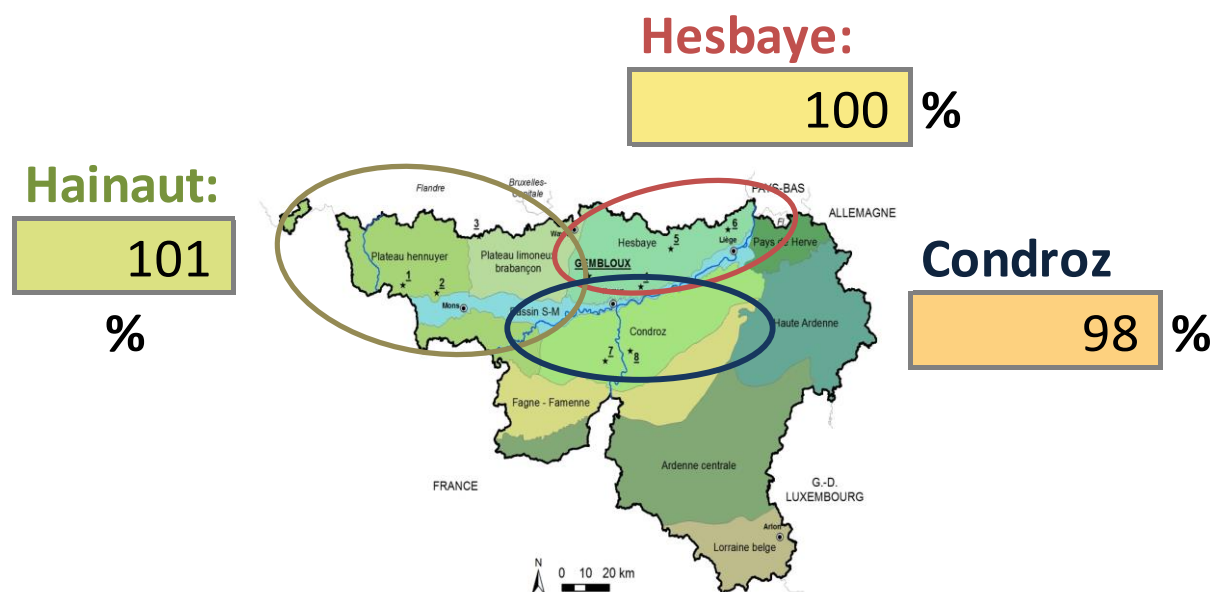 Hesbaye:
100 %
Hainaut:
101
%
Condroz
98 %
Flandre
Bruxelles-
Capitale
PAYS-BAS
ALLEMAGNE
3
6
5
Hesbaye
Liège
Pays de Herve
Plateau hennuyer
Plateau limoneux
brabançon
GEMBLOUX
1
2
Mons
Bassin S-M
Condroz
Haute Ardenne
7
8
Fagne - Famenne
Ardenne centrale
FRANCE
G.-D.
LUXEMBOURG
Arlon
Lorraine belge
N
0 10 20 km